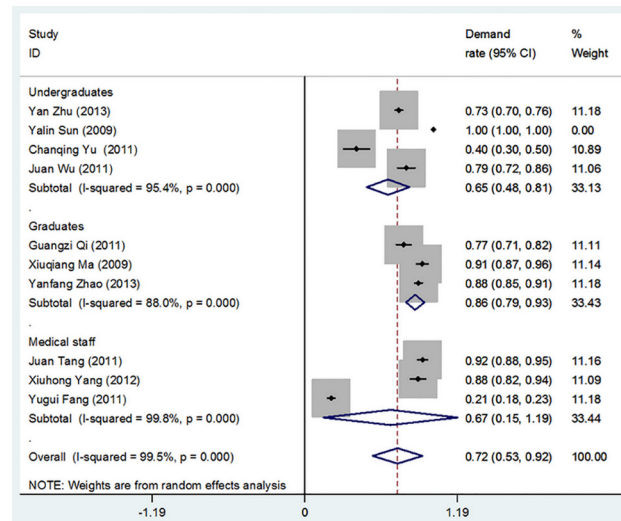 Study Demand %
ID rate (95% CI) Weight
Undergraduates
Yan Zhu (2013) 0.73 (0.70, 0.76) 11.18
Yalin Sun (2009) 1.00 (1.00, 1.00) 0.00
Chanqing Yu (2011) 0.40 (0.30, 0.50) 10.89
Juan Wu (2011) 0.79 (0.72, 0.86) 11.06
Subtotal (I-squared = 95.4%, p = 0.000) 0.65 (0.48, 0.81) 33.13
.
Graduates
Guangzi Qi (2011) 0.77 (0.71, 0.82) 11.11
Xiuqiang Ma (2009) 0.91 (0.87, 0.96) 11.14
Yanfang Zhao (2013) 0.88 (0.85, 0.91) 11.18
Subtotal (I-squared = 88.0%, p = 0.000) 0.86 (0.79, 0.93) 33.43
.
Medical staff
Juan Tang (2011) 0.92 (0.88, 0.95) 11.16
Xiuhong Yang (2012) 0.88 (0.82, 0.94) 11.09
Yugui Fang (2011) 0.21 (0.18, 0.23) 11.18
Subtotal (I-squared = 99.8%, p = 0.000) 0.67 (0.15, 1.19) 33.44
.
Overall (I-squared = 99.5%, p = 0.000) 0.72 (0.53, 0.92) 100.00
NOTE: Weights are from random effects analysis
-1.19 0 1.19